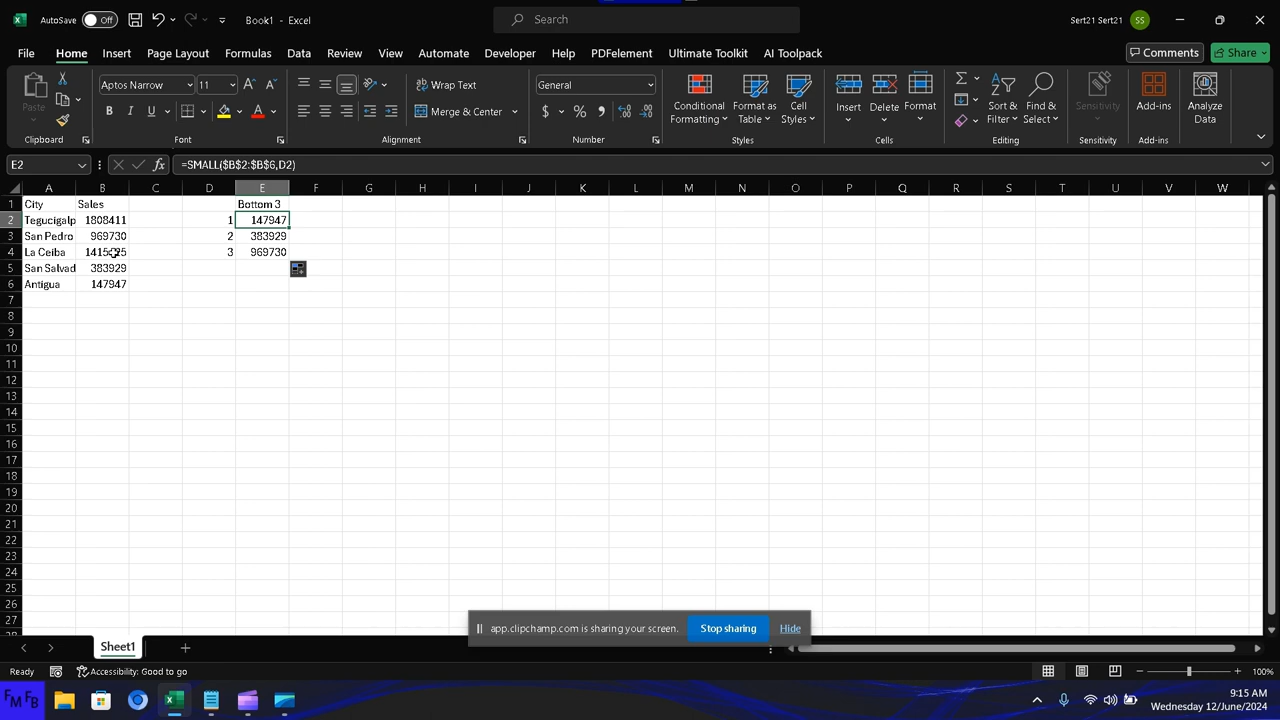 AutoSave Off Book1 - Excel Search Sert21 Sert21 SS
File Home Insert Page Layout Formulas Data Review View Automate Developer Help PDFelement Ultimate Toolkit AI Toolpack Comments Share
Paste Aptos Narrow 11 Wrap Text General Conditional Formatting Format as Table Cell Styles Insert Delete Format Sort & Filter Find & Select Sensitivity Add-ins Analyze Data
B I U Merge & Center
Clipboard Font Alignment Number Styles Cells Editing Sensitivity Add-ins
E2 fx =SMALL($B$2:$B$6,D2)
A B C D E F G H I J K L M N O P Q R S T U V W
1 City Sales Bottom 3
2 Tegucigalp 1808411 1 147947
3 San Pedro 969730 2 383929
4 La Ceiba 3 969730
5 San Salvad 383929
6 Antigua 147947
7
8
9
10
11
12
13
14
15
16
17
18
19
20
21
22
23
24
25
26
27
28
app.clipchamp.com is sharing your screen. Stop sharing Hide
Sheet1
Ready Accessibility: Good to go 100%
FM FB
9:15 AM
Wednesday 12/June/2024